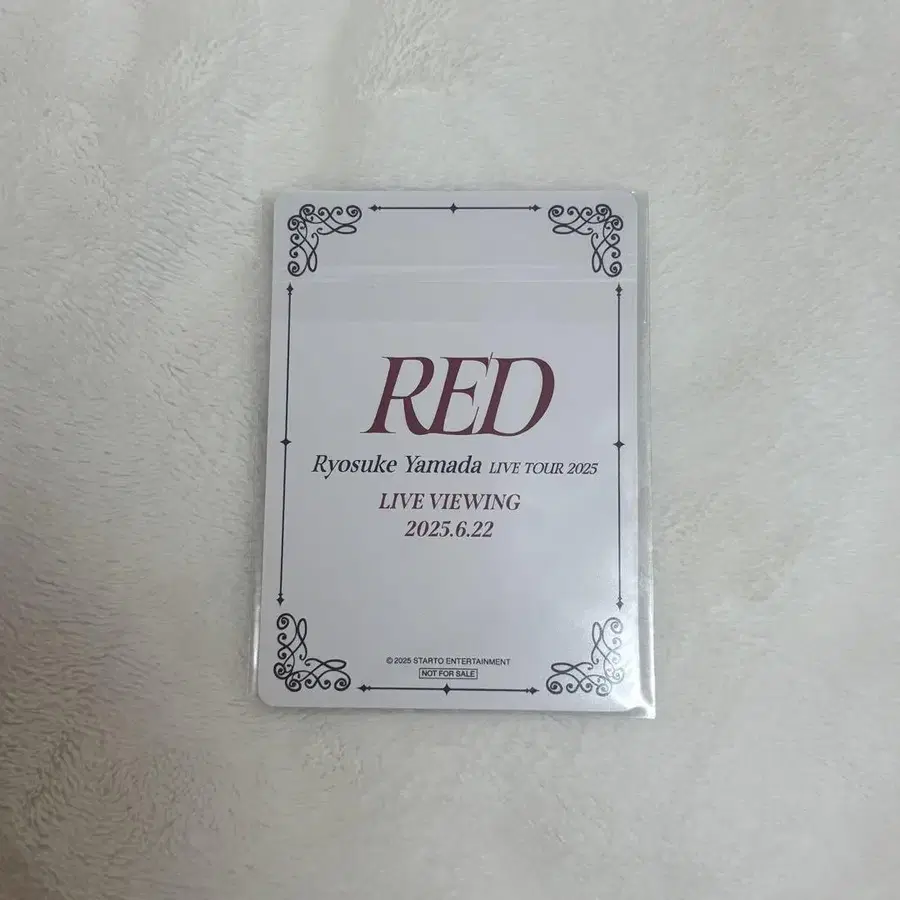 RED
Ryosuke Yamada LIVE TOUR 2025
LIVE VIEWING
2025.6.22
© 2025 STARTO ENTERTAINMENT
NOT FOR SALE